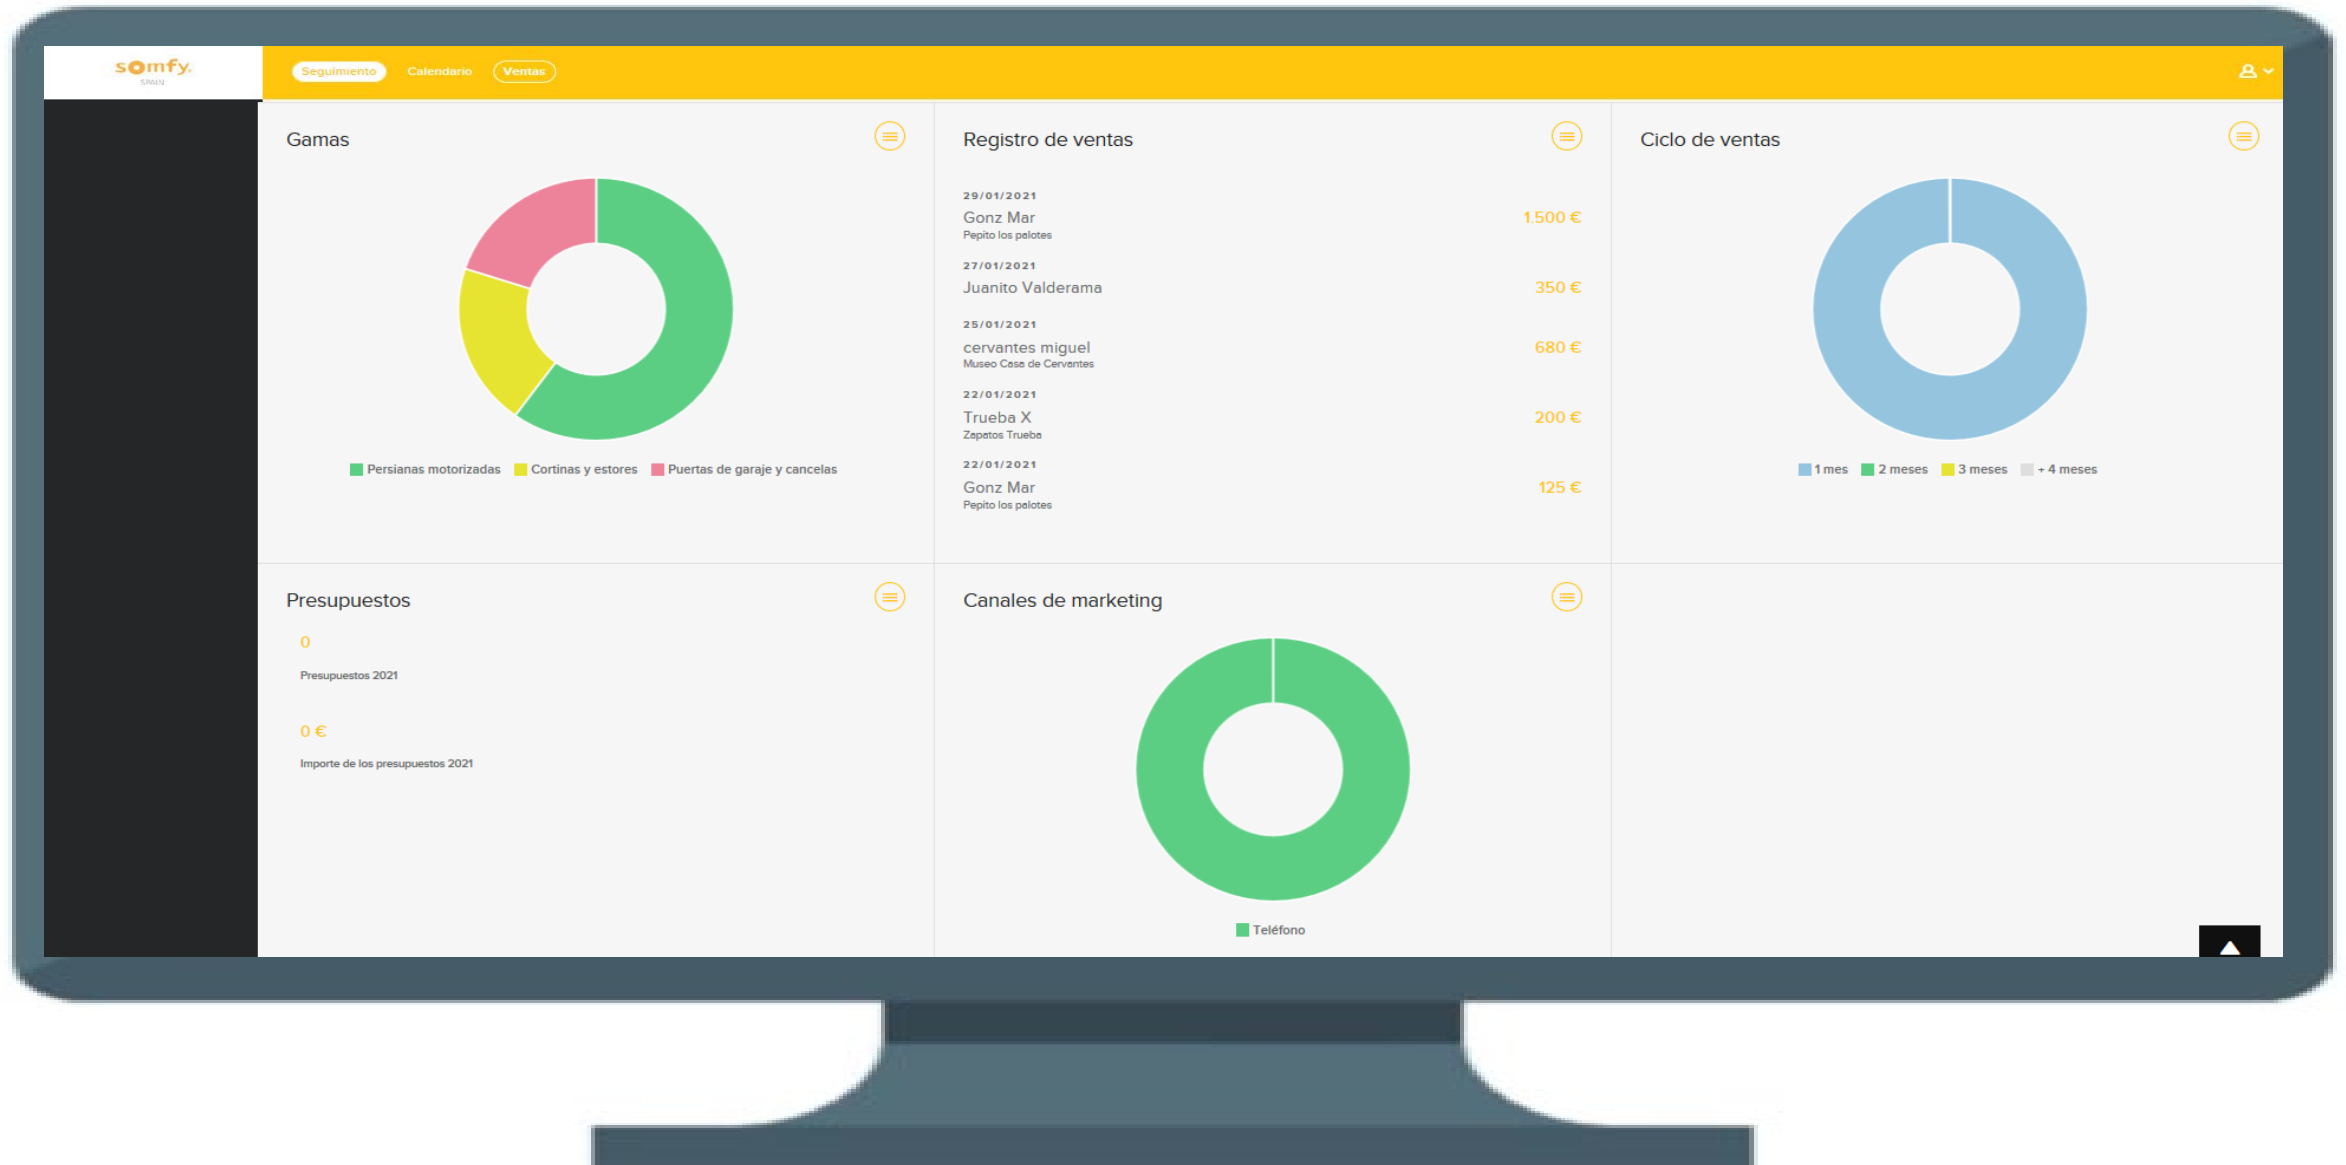 somfy.
SPAIN
Seguimiento Calendario Ventas
Gamas
Persianas motorizadas Cortinas y estores Puertas de garaje y cancelas
Registro de ventas
29/01/2021
Gonz Mar 1.500 €
Pepito los palotes
27/01/2021
Juanito Valderama 350 €
25/01/2021
cervantes miguel 680 €
Museo Casa de Cervantes
22/01/2021
Trueba X 200 €
Zapatos Trueba
22/01/2021
Gonz Mar 125 €
Pepito los palotes
Ciclo de ventas
1 mes 2 meses 3 meses + 4 meses
Presupuestos
0
Presupuestos 2021
0 €
Importe de los presupuestos 2021
Canales de marketing
Teléfono